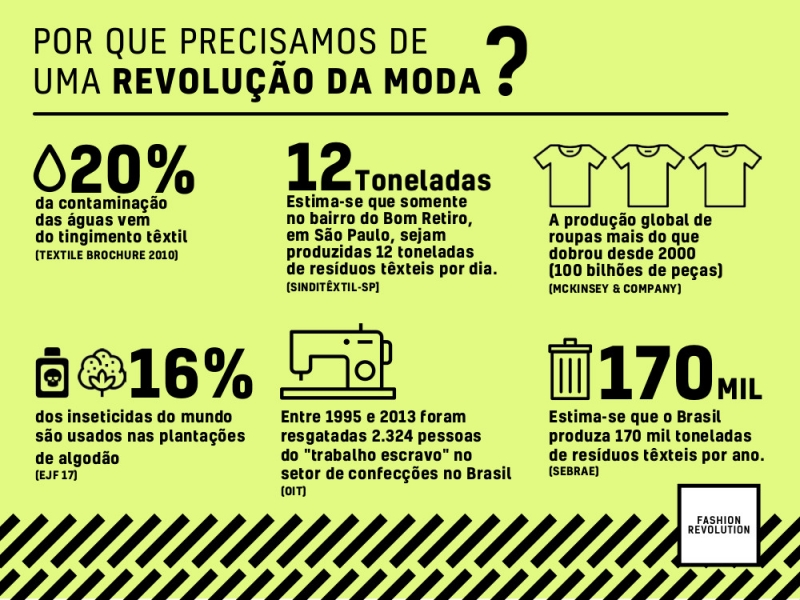 POR QUE PRECISAMOS DE
UMA REVOLUÇÃO DA MODA?
20%
da contaminação
das águas vem
do tingimento têxtil
(TEXTILE BROCHURE 2010)
12 Toneladas
Estima-se que somente
no bairro do Bom Retiro,
em São Paulo, sejam
produzidas 12 toneladas
de resíduos têxteis por dia.
(SINDITÊXTIL-SP)
A produção global de
roupas mais do que
dobrou desde 2000
(100 bilhões de peças)
(MCKINSEY & COMPANY)
16%
dos inseticidas do mundo
são usados nas plantações
de algodão
(EJF 17)
Entre 1995 e 2013 foram
resgatadas 2.324 pessoas
do "trabalho escravo" no
setor de confecções no Brasil
(OIT)
170 MIL
Estima-se que o Brasil
produza 170 mil toneladas
de resíduos têxteis por ano.
(SEBRAE)
FASHION
REVOLUTION